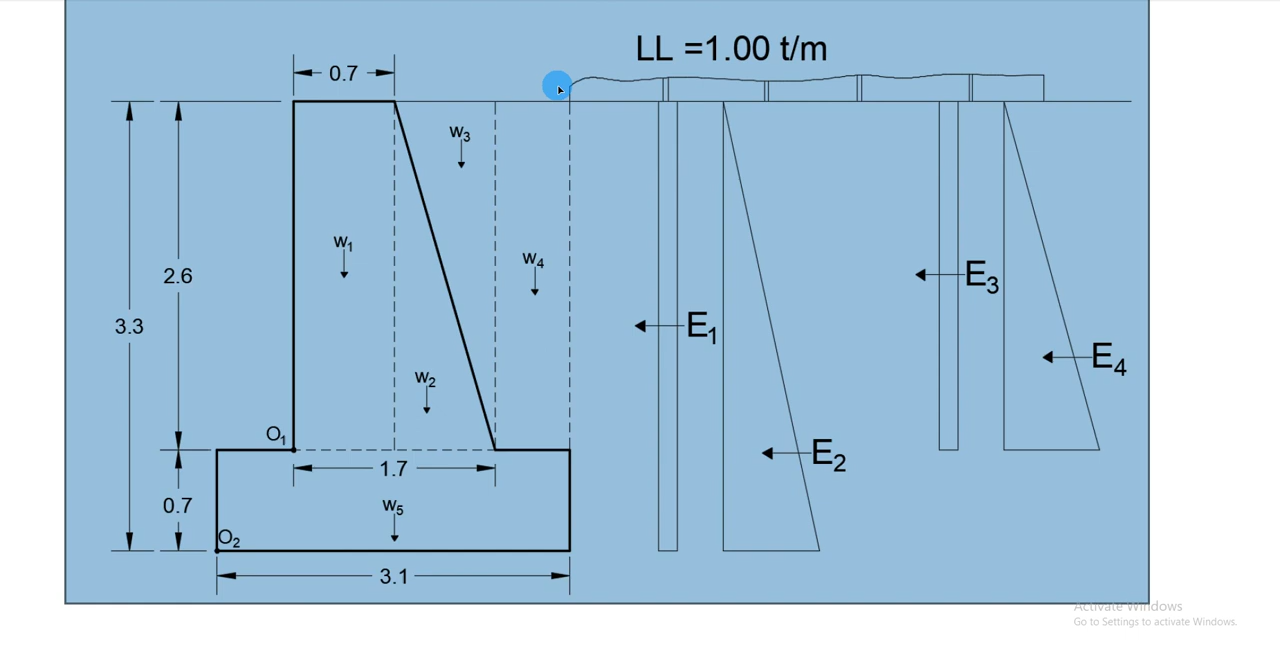 LL =1.00 t/m
0.7
W3
W1
W4
2.6
3.3
E3
E1
E4
W2
O1
E2
1.7
0.7
W5
O2
3.1
Activate Windows
Go to Settings to activate Windows.